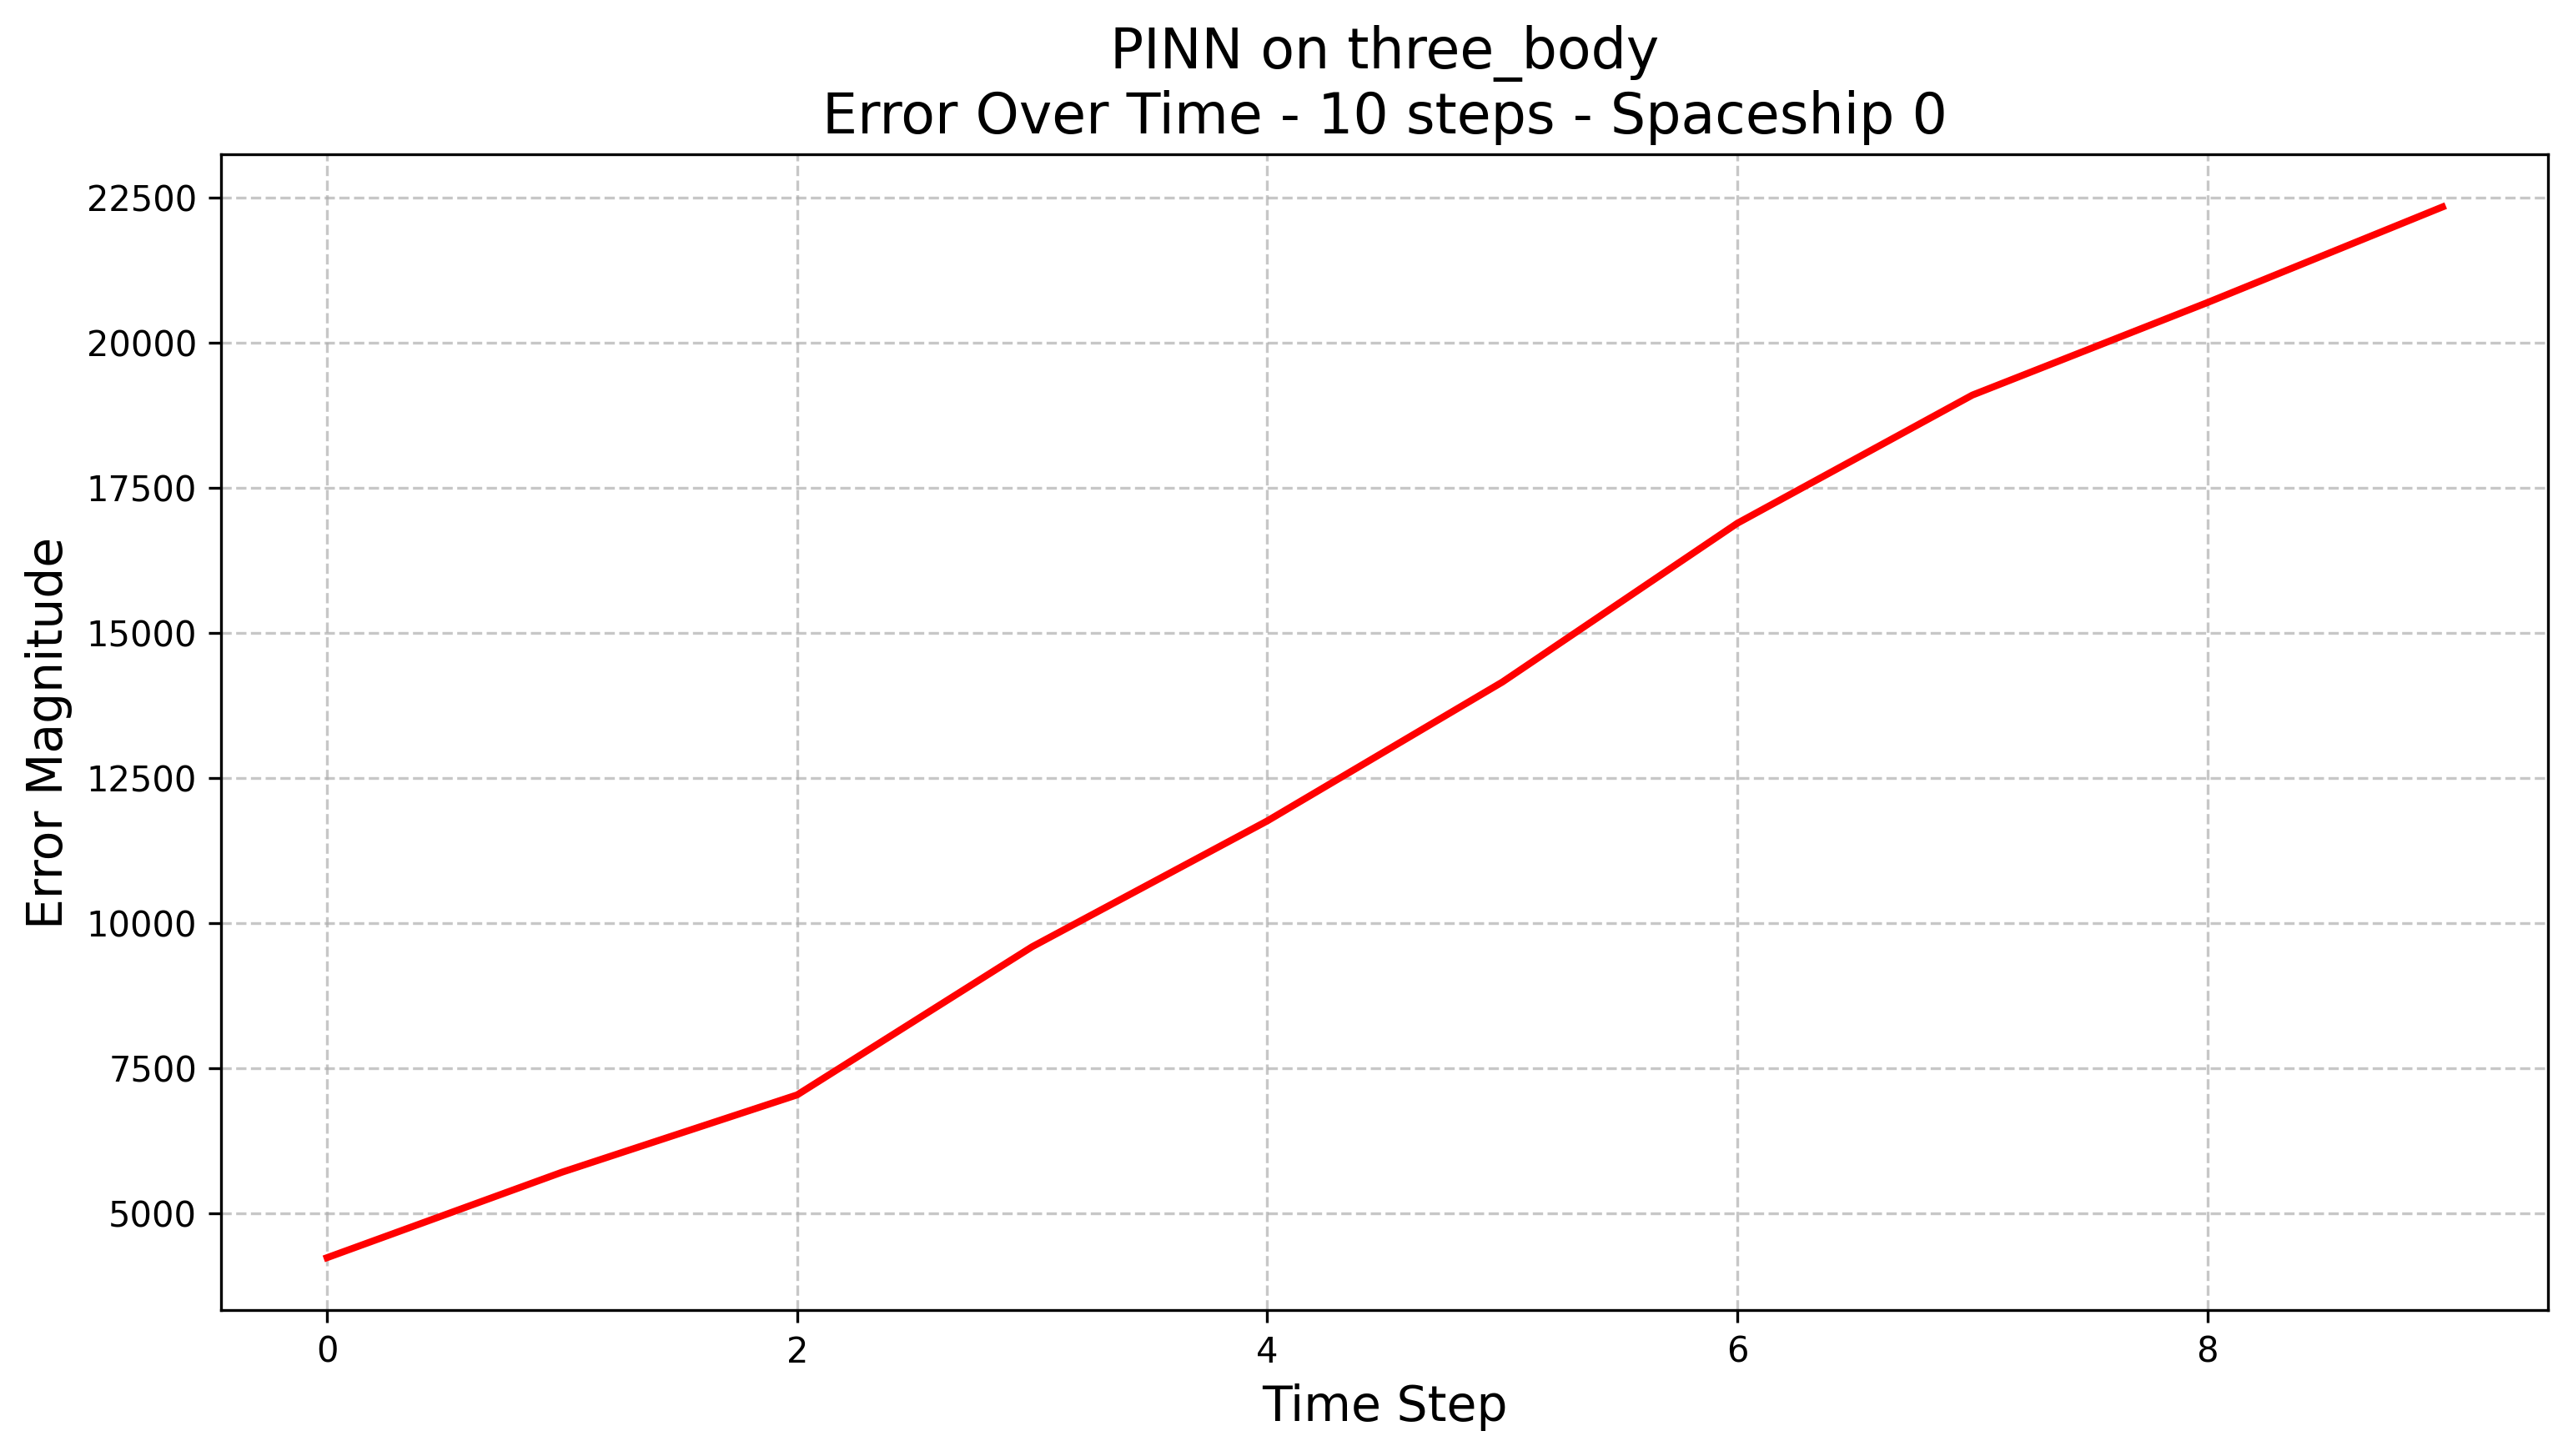 PINN on three_body
Error Over Time - 10 steps - Spaceship 0
22500
20000
17500
15000
12500
10000
7500
5000
Error Magnitude
0 2 4 6 8
Time Step